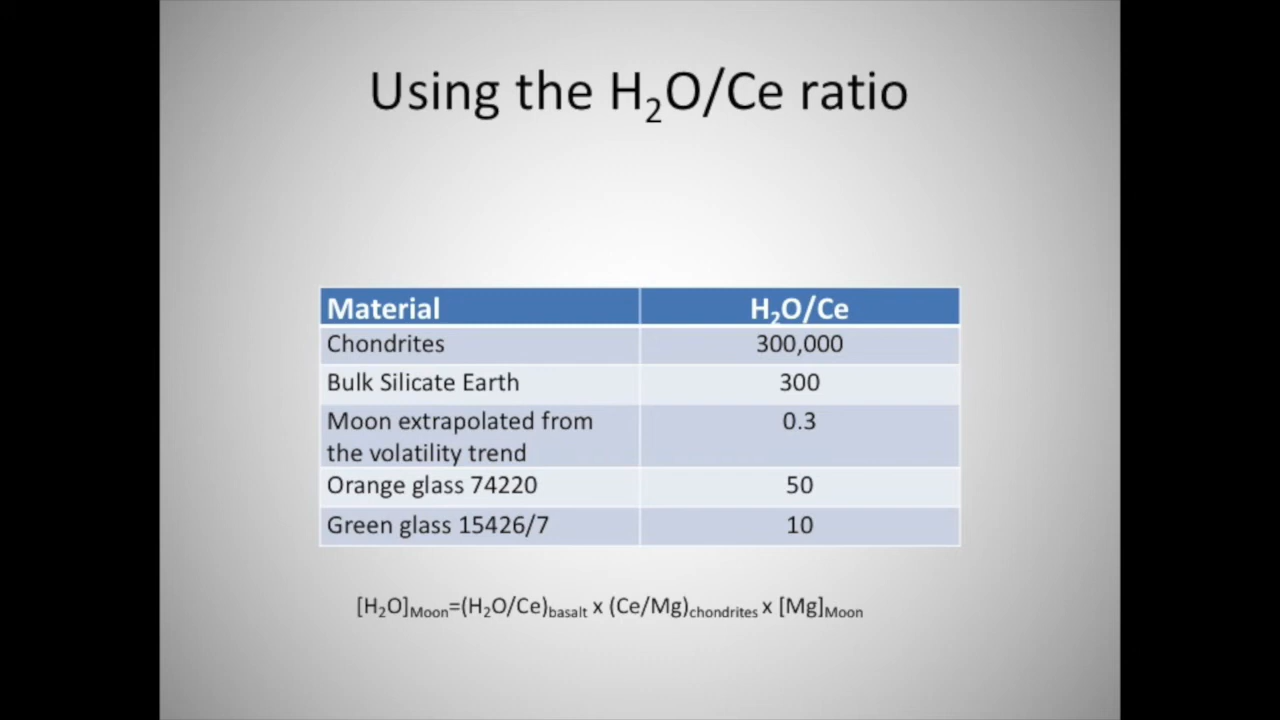 Using the H₂O/Ce ratio
Material H₂O/Ce
Chondrites 300,000
Bulk Silicate Earth 300
Moon extrapolated from 0.3
the volatility trend
Orange glass 74220 50
Green glass 15426/7 10
[H₂O]Moon=(H₂O/Ce)basalt x (Ce/Mg)chondrites x [Mg]Moon